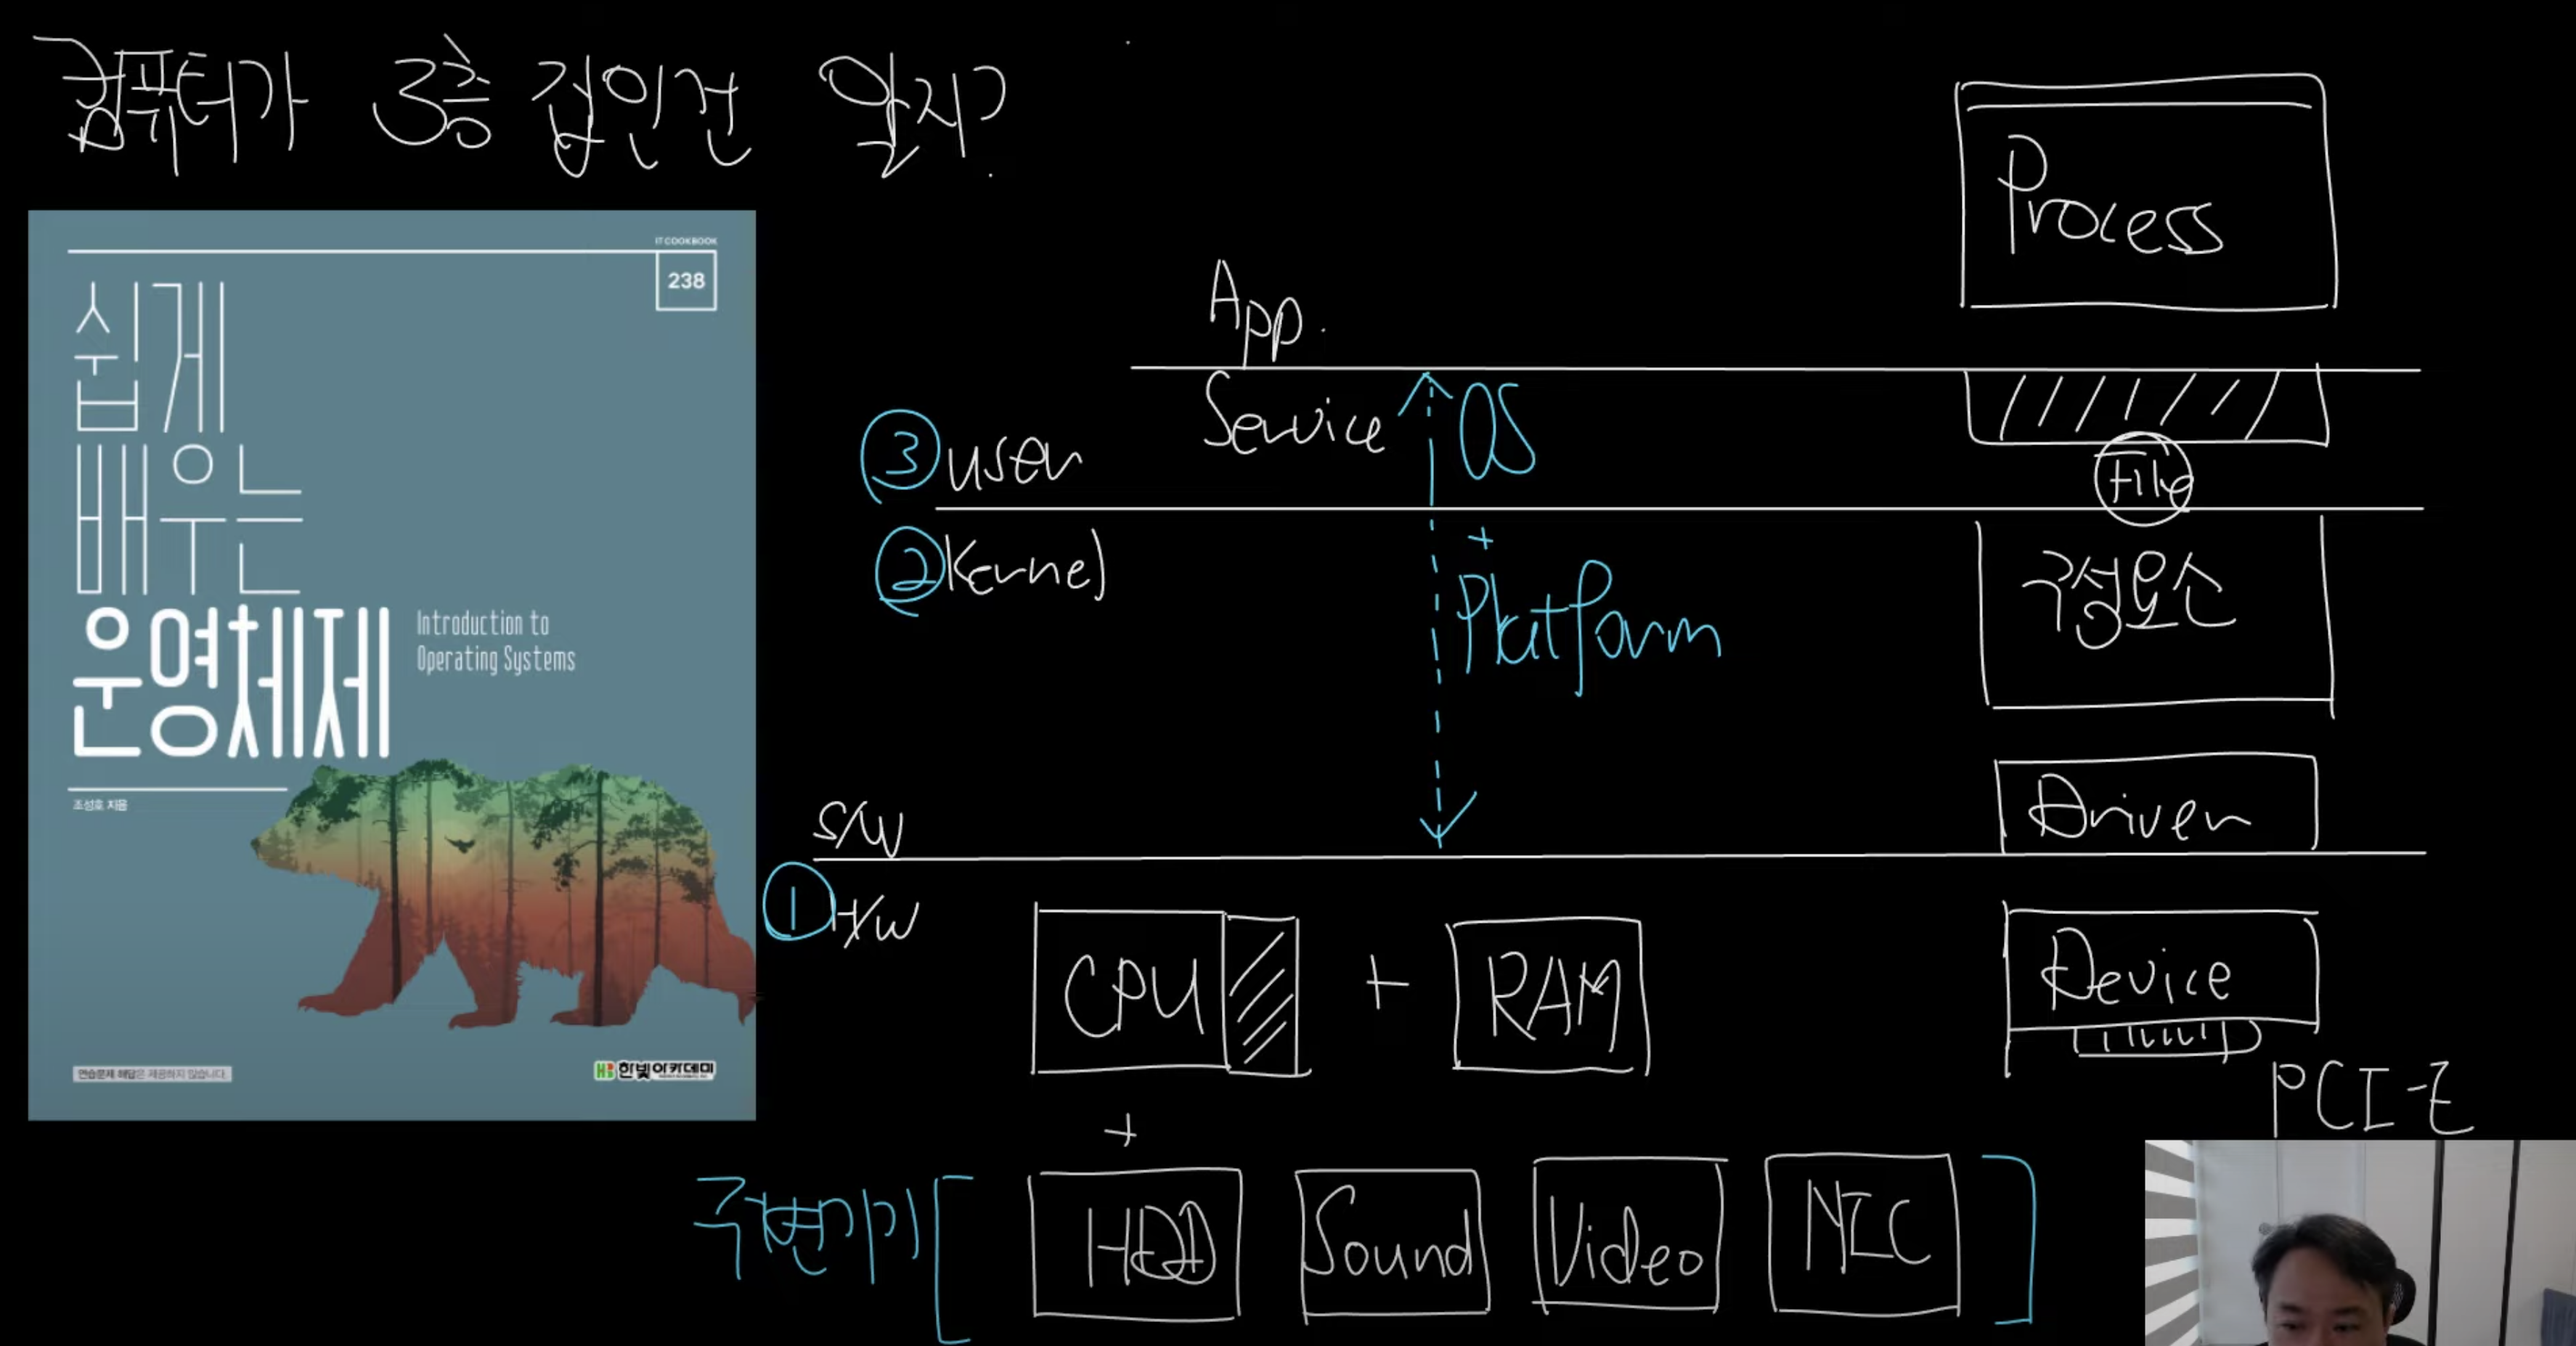 컴퓨터가 3층 집인건 알지?
IT COOKBOOK
238
쉽게
배우는
운영체제
Introduction to
Operating Systems
조성호 지음
연습문제 해답은 제공하지 않습니다.
HB 한빛아카데미
Process
App.
Service
OS
③ user
File
② Kernel
+
Platform
구성요소
S/W
Driver
① H/W
CPU + RAM
Device
PCI-E
+
주변기기 [ HDD Sound Video NIC ]